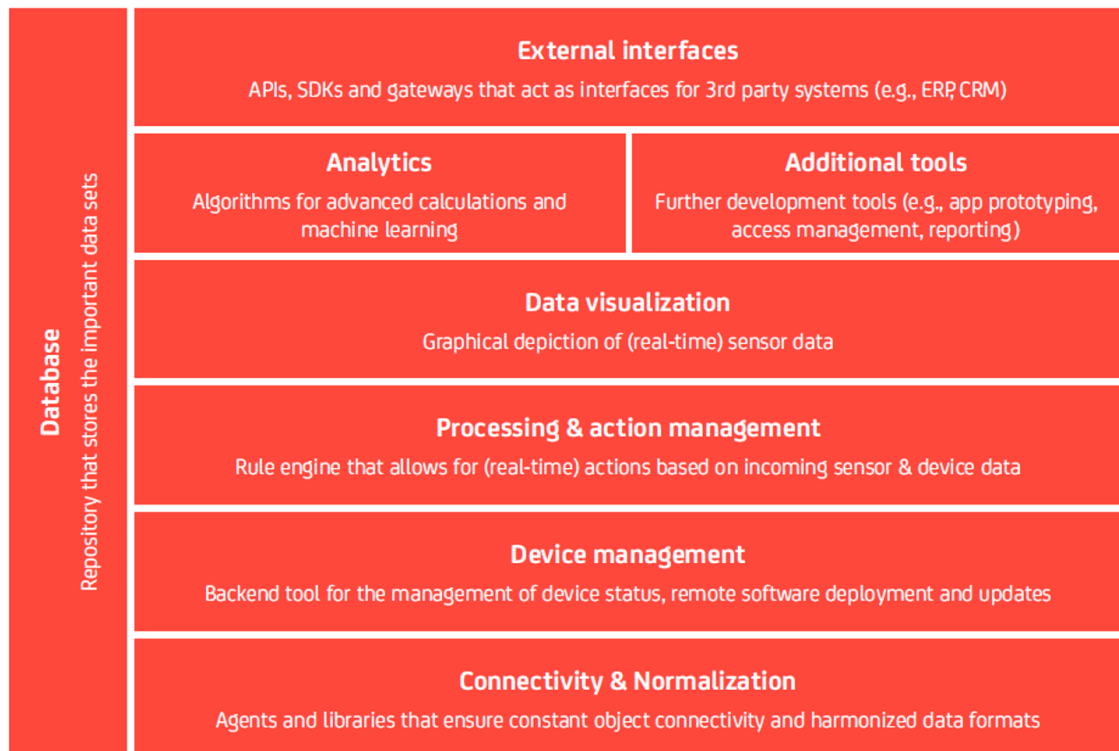 Database
Repository that stores the important data sets
External interfaces
APIs, SDKs and gateways that act as interfaces for 3rd party systems (e.g., ERP, CRM)
Analytics
Algorithms for advanced calculations and
machine learning
Additional tools
Further development tools (e.g., app prototyping,
access management, reporting)
Data visualization
Graphical depiction of (real-time) sensor data
Processing & action management
Rule engine that allows for (real-time) actions based on incoming sensor & device data
Device management
Backend tool for the management of device status, remote software deployment and updates
Connectivity & Normalization
Agents and libraries that ensure constant object connectivity and harmonized data formats